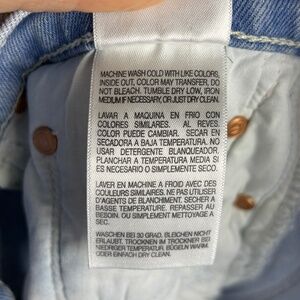 MACHINE WASH COLD WITH LIKE COLORS,
INSIDE OUT, COLOR MAY TRANSFER, DO
NOT BLEACH. TUMBLE DRY LOW, IRON
MEDIUM IF NECESSARY, OR JUST DRY CLEAN.
LAVAR A MAQUINA EN FRIO CON
COLORES SIMILARES. AL REVES.
COLOR PUEDE CAMBIAR. SECAR EN
SECADORA A BAJA TEMPERATURA. NO
USAR DETERGENTE BLANQUEADOR.
PLANCHAR A TEMPERATURA MEDIA SI
ES NECESARIO O SIMPLEMENTE SECO.
LAVER EN MACHINE A FROID AVEC DES
COULEURS SIMILAIRES. NE PAS UTILISER
D'AGENTS DE BLANCHIMENT. SECHER A
BASSE TEMPERATURE. REPASSER AU
BESOIN. OU SIMPLEMENT METTOYAGE A
SEC.
WASCHEN BEI 30 GRAD. BLEICHEN NICHT
ERLAUBT. TROCKNEN IM TROCKNER BEI
NIEDRIGER TEMPERATUR. BÜGELN WARM.
ODER EINFACH DRY CLEAN.